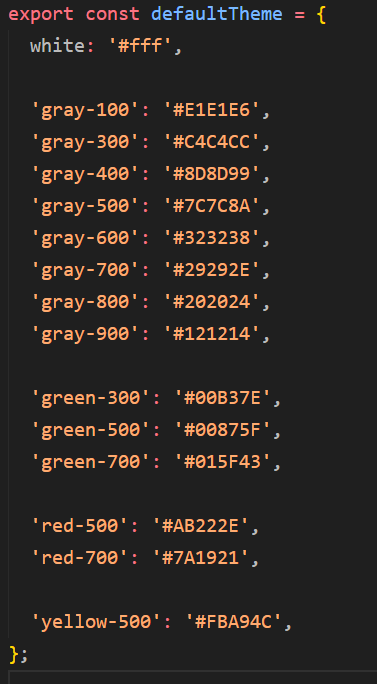 export const defaultTheme = {
  white: '#fff',

  'gray-100': '#E1E1E6',
  'gray-300': '#C4C4CC',
  'gray-400': '#8D8D99',
  'gray-500': '#7C7C8A',
  'gray-600': '#323238',
  'gray-700': '#29292E',
  'gray-800': '#202024',
  'gray-900': '#121214',

  'green-300': '#00B37E',
  'green-500': '#00875F',
  'green-700': '#015F43',

  'red-500': '#AB222E',
  'red-700': '#7A1921',

  'yellow-500': '#FBA94C',
};